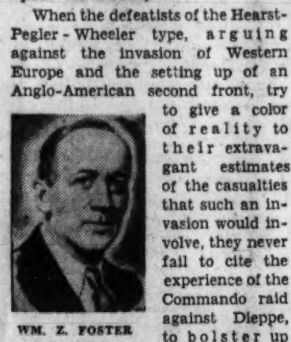 When the defeatists of the Hearst-
Pegler - Wheeler type, arguing
against the invasion of Western
Europe and the setting up of an
Anglo-American second front, try
to give a color
of reality to
their extrava-
gant estimates
of the casualties
that such an in-
vasion would in-
volve, they never
fail to cite the
experience of the
Commando raid
against Dieppe,
to bolster up
WM. Z. FOSTER